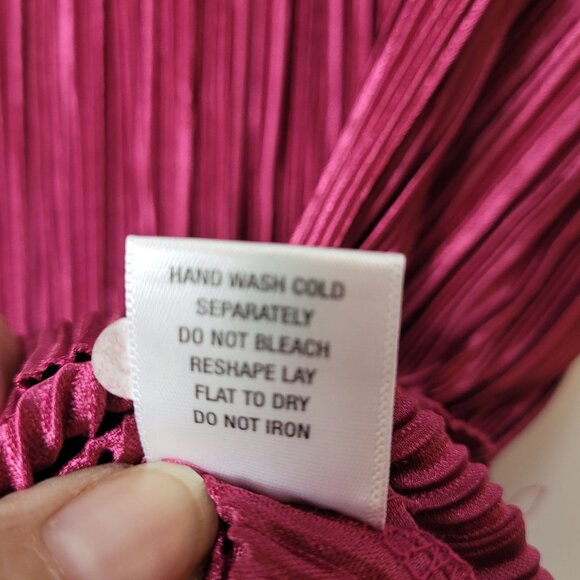 HAND WASH COLD
SEPARATELY
DO NOT BLEACH
RESHAPE LAY
FLAT TO DRY
DO NOT IRON